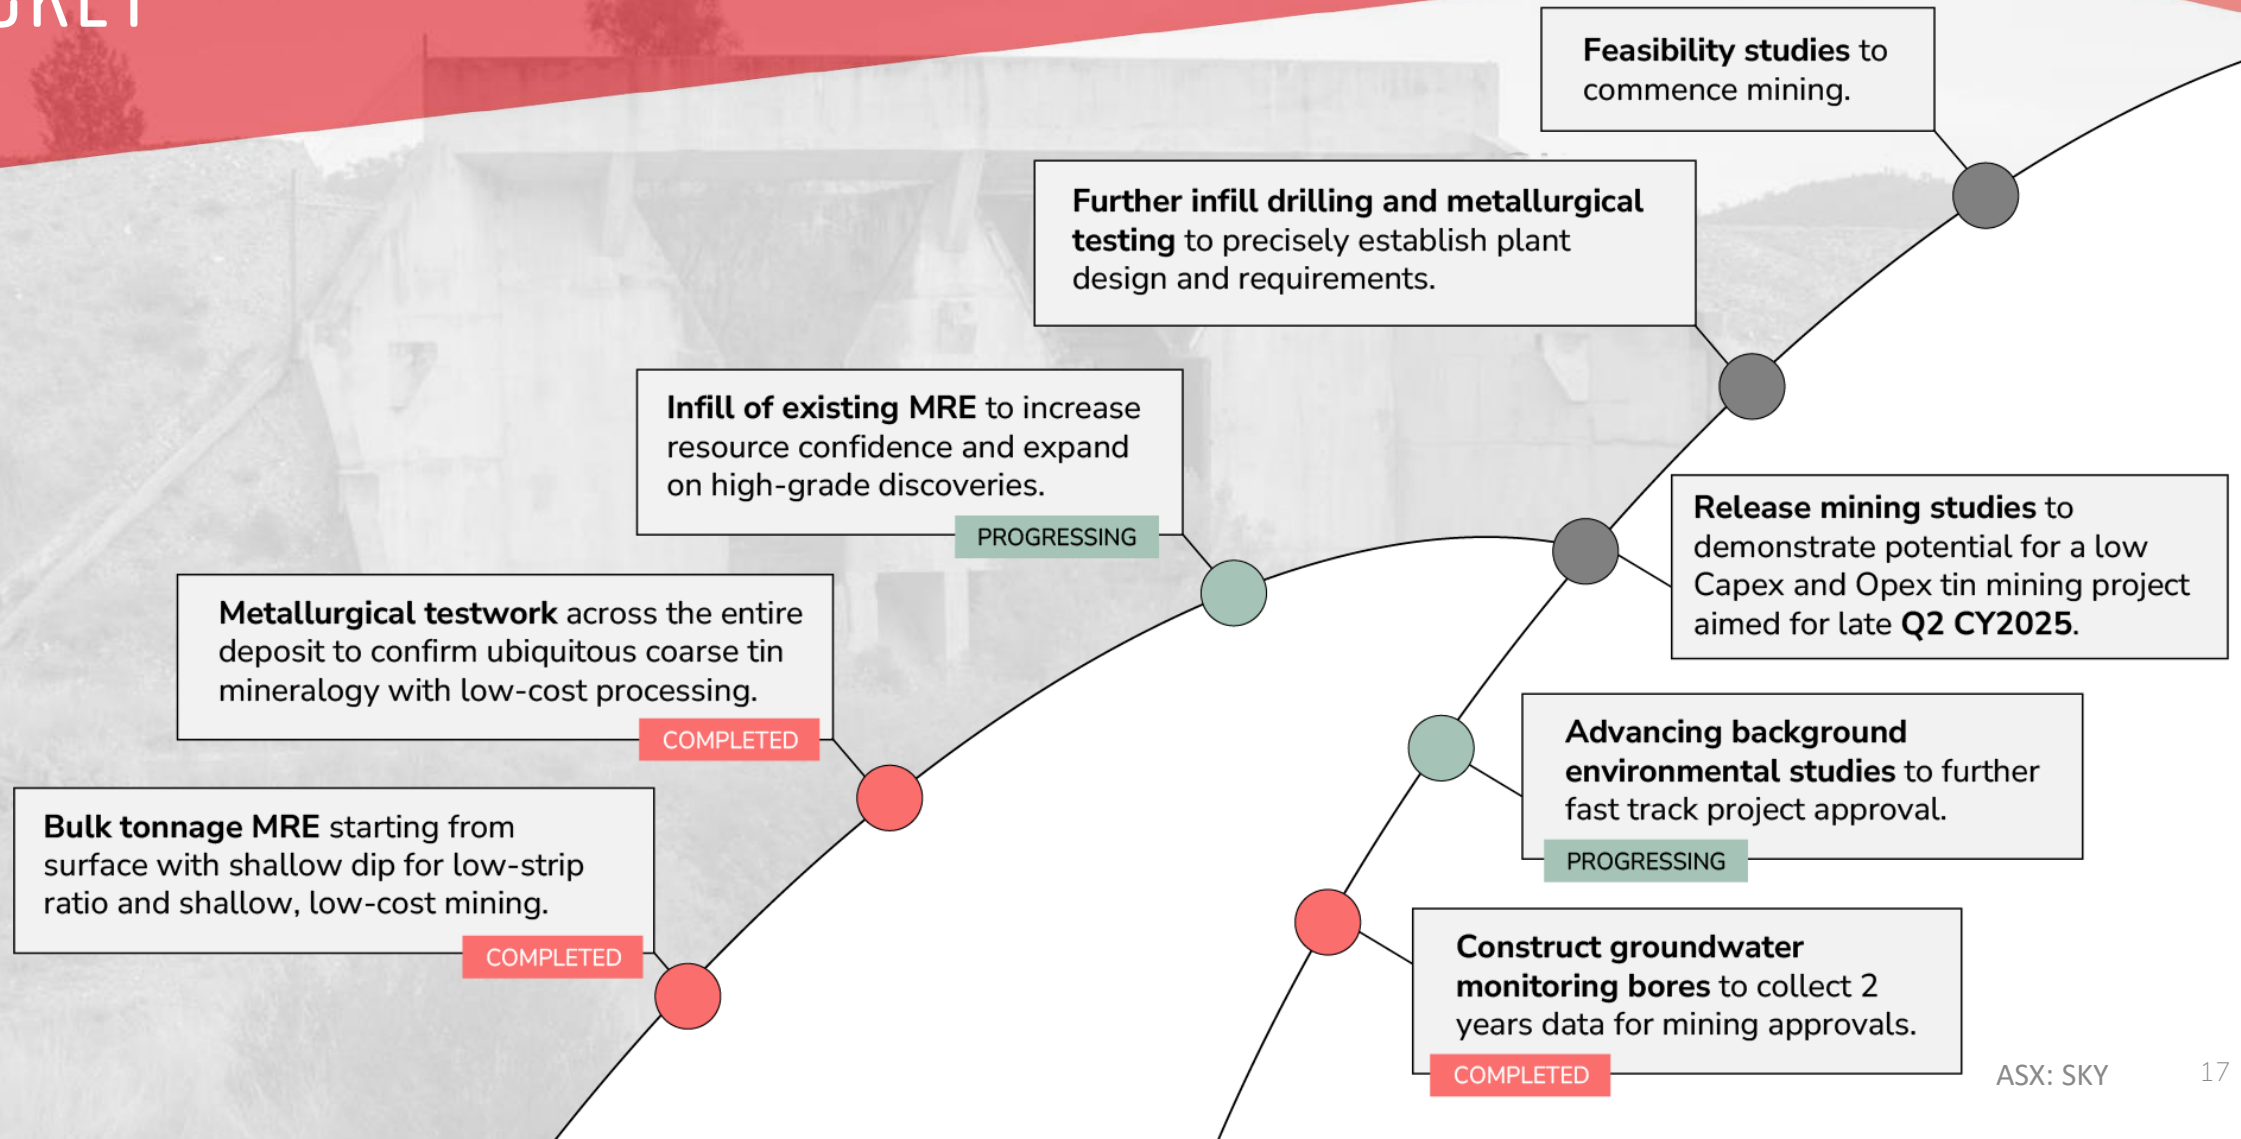 Feasibility studies to
commence mining.
Further infill drilling and metallurgical
testing to precisely establish plant
design and requirements.
Infill of existing MRE to increase
resource confidence and expand
on high-grade discoveries.
PROGRESSING
Release mining studies to
demonstrate potential for a low
Capex and Opex tin mining project
aimed for late Q2 CY2025.
Metallurgical testwork across the entire
deposit to confirm ubiquitous coarse tin
mineralogy with low-cost processing.
COMPLETED
Advancing background
environmental studies to further
fast track project approval.
PROGRESSING
Bulk tonnage MRE starting from
surface with shallow dip for low-strip
ratio and shallow, low-cost mining.
COMPLETED
Construct groundwater
monitoring bores to collect 2
years data for mining approvals.
COMPLETED
ASX: SKY
17